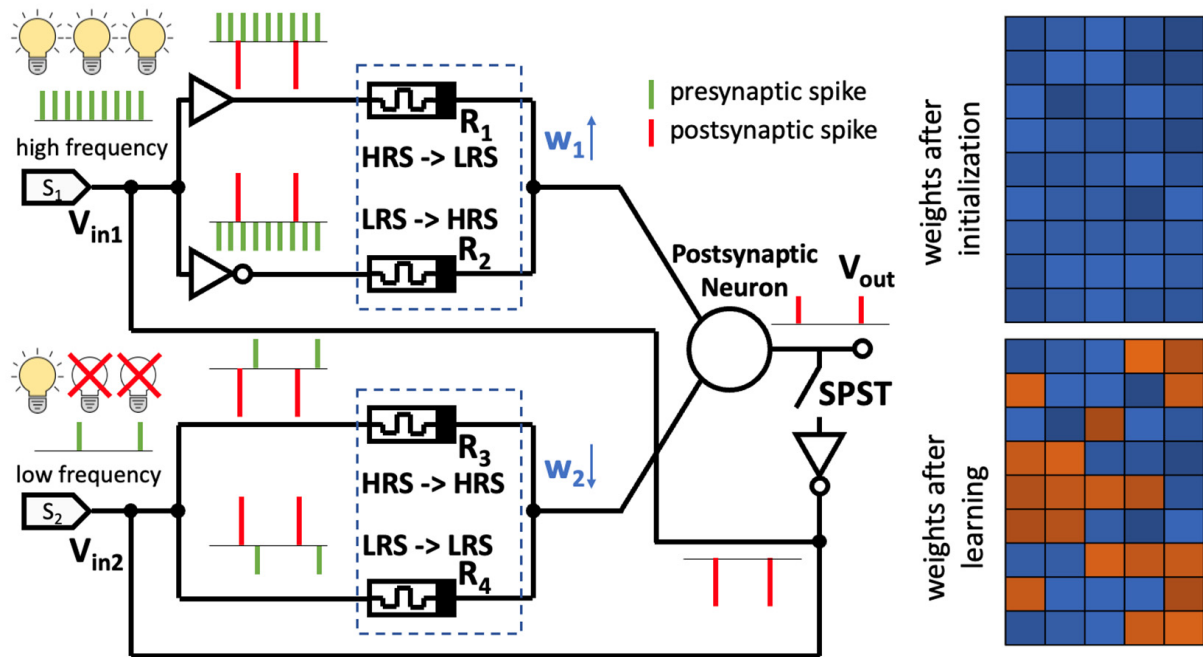 high frequency
S1
Vin1
R1
HRS -> LRS
LRS -> HRS
R2
w1
presynaptic spike
postsynaptic spike
Postsynaptic
Neuron
Vout
SPST
low frequency
S2
Vin2
R3
HRS -> HRS
LRS -> LRS
R4
w2
weights after
initialization
weights after
learning